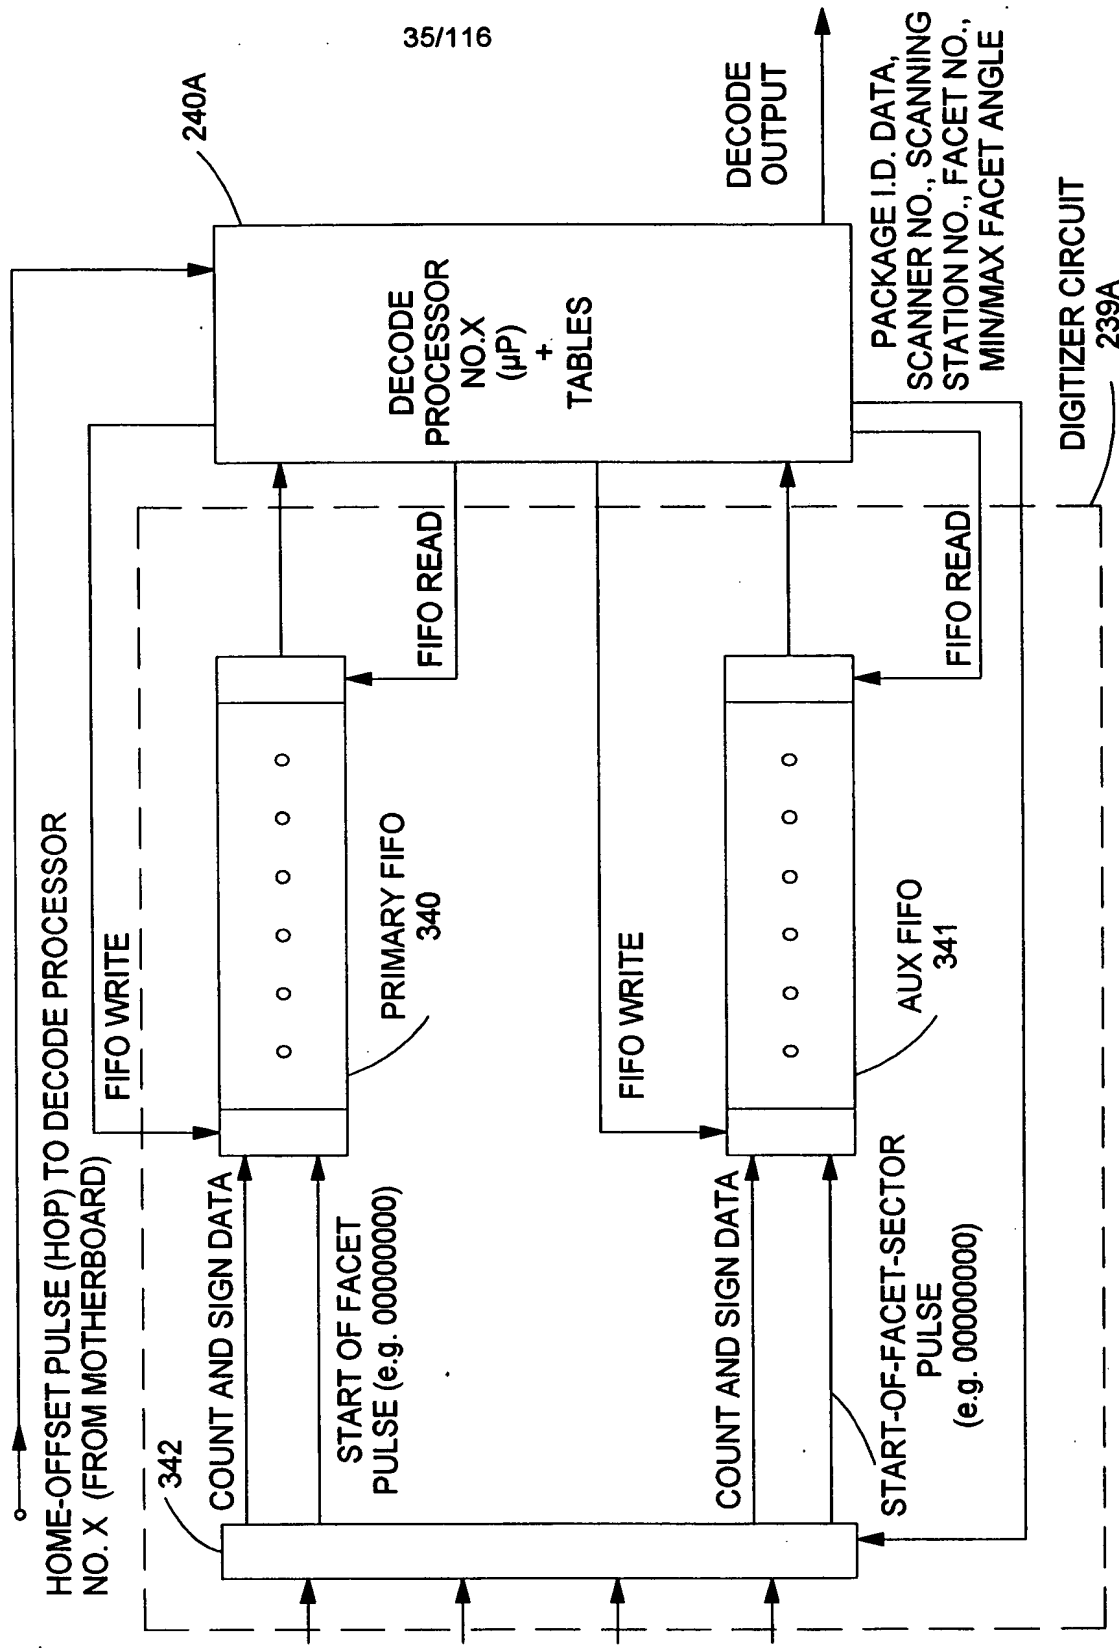 35/116
HOME-OFFSET PULSE (HOP) TO DECODE PROCESSOR
NO. X (FROM MOTHERBOARD)
FIFO WRITE
240A
342
COUNT AND SIGN DATA
START OF FACET
PULSE (e.g. 00000000)
PRIMARY FIFO
340
FIFO READ
DECODE
PROCESSOR
NO.X
(µP)
+
TABLES
DECODE
OUTPUT
FIFO WRITE
COUNT AND SIGN DATA
START-OF-FACET-SECTOR
PULSE
(e.g. 00000000)
AUX FIFO
341
FIFO READ
PACKAGE I.D. DATA,
SCANNER NO., SCANNING
STATION NO., FACET NO.,
MIN/MAX FACET ANGLE
DIGITIZER CIRCUIT
239A